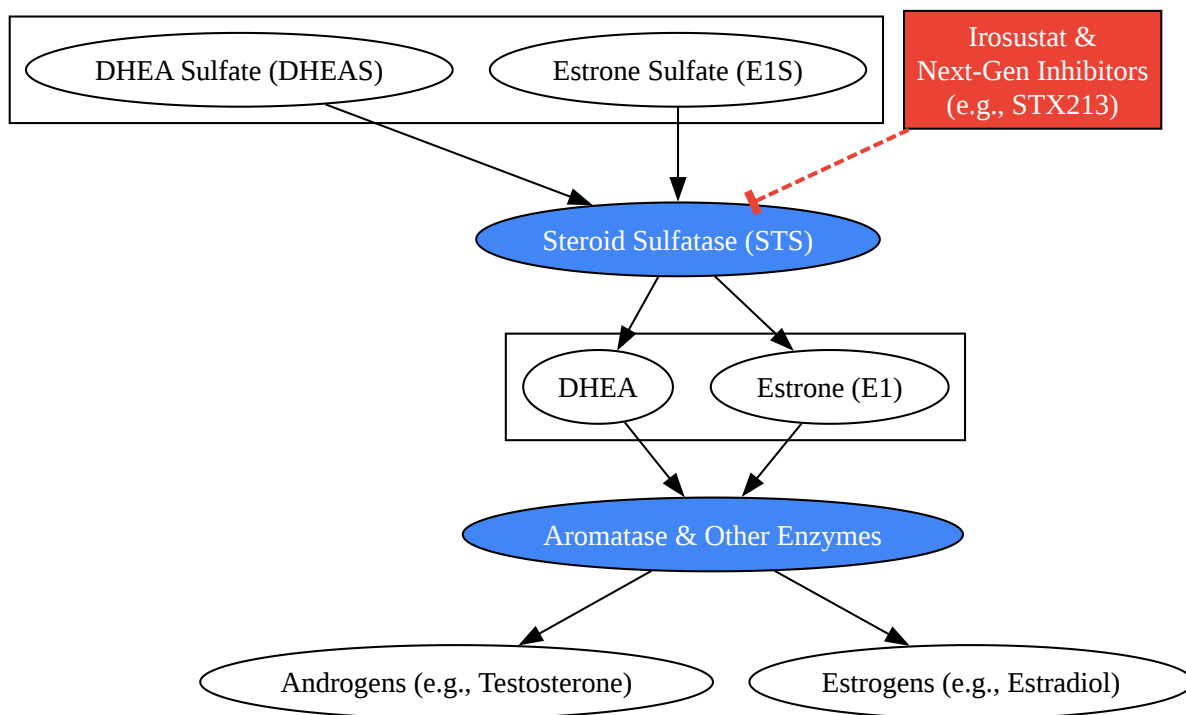 DHEA Sulfate (DHEAS)
Estrone Sulfate (E1S)
Irosustat &
Next-Gen Inhibitors
(e.g., STX213)
Steroid Sulfatase (STS)
DHEA
Estrone (E1)
Aromatase & Other Enzymes
Androgens (e.g., Testosterone)
Estrogens (e.g., Estradiol)